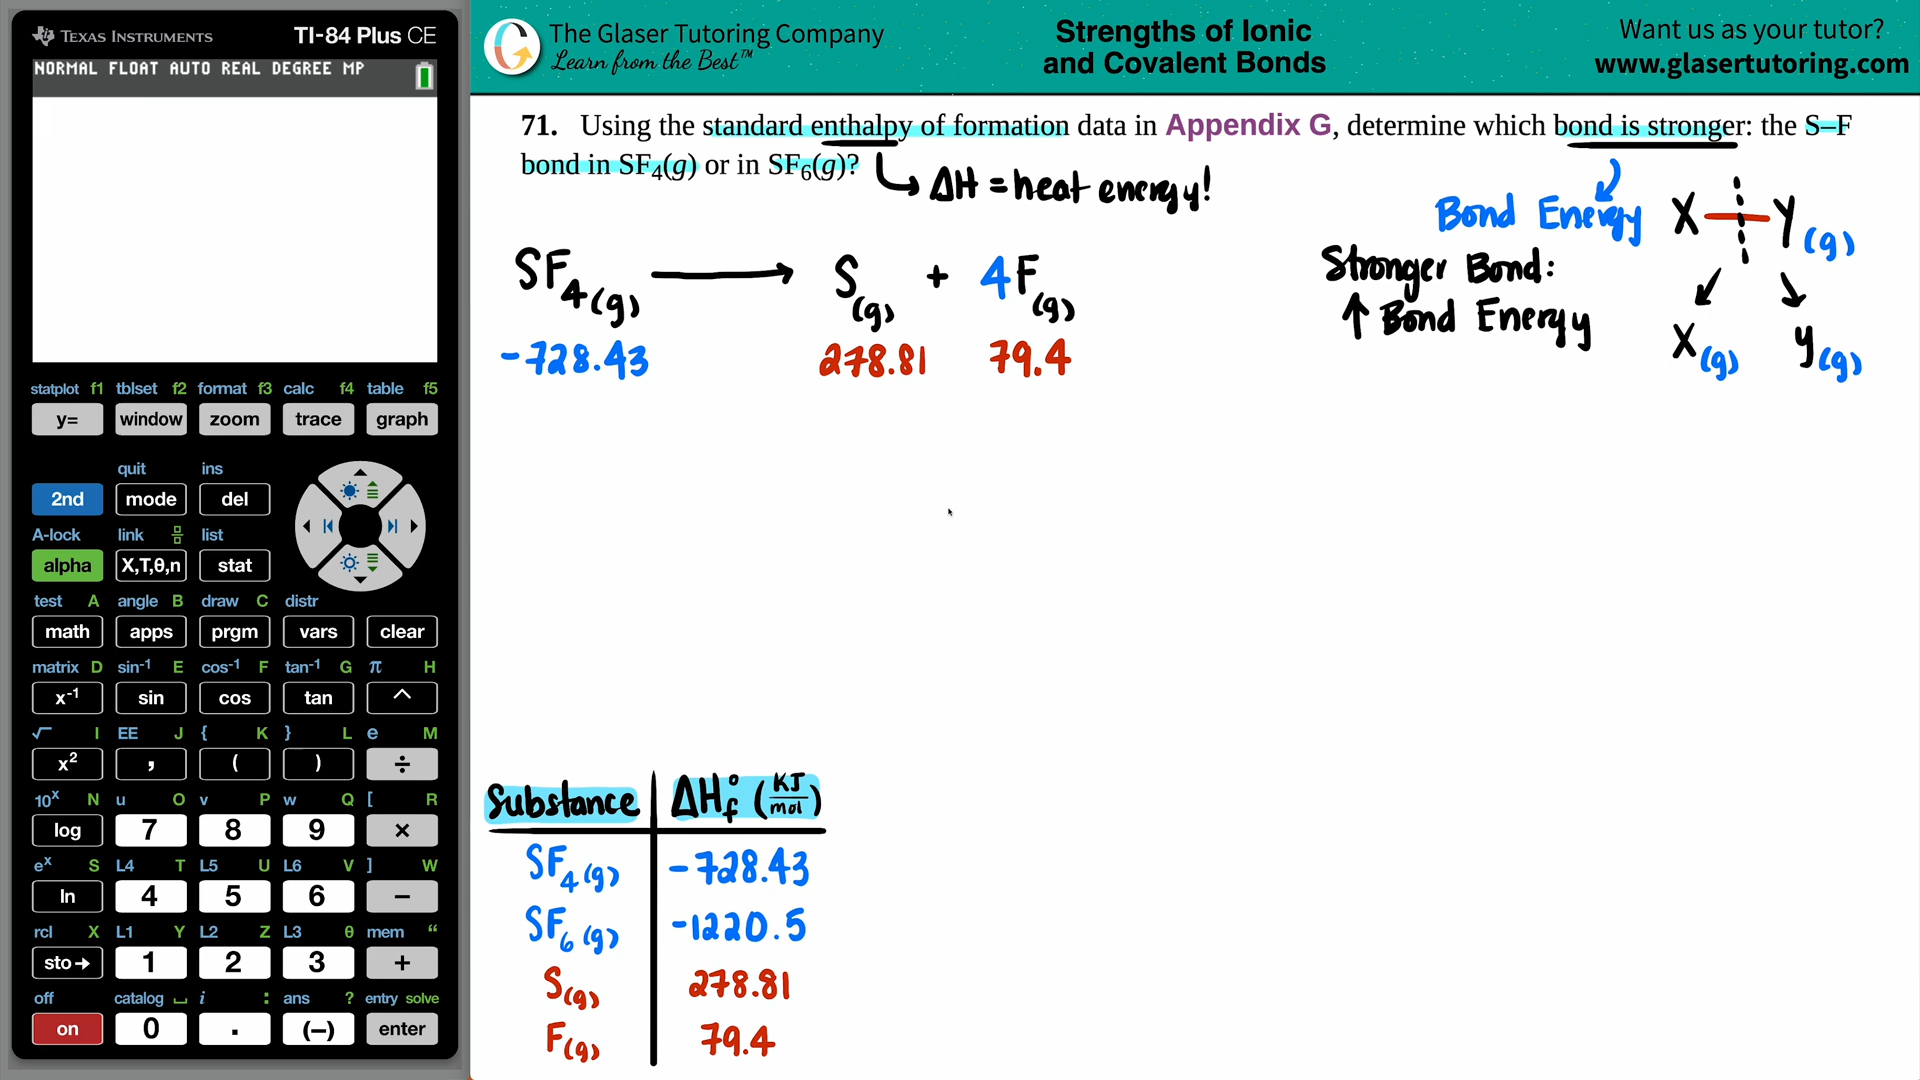 TEXAS INSTRUMENTS TI-84 Plus CE
NORMAL FLOAT AUTO REAL DEGREE MP
statplot f1 tblset f2 format f3 calc f4 table f5
y= window zoom trace graph
quit ins
2nd mode del
A-lock link list
alpha X,T,θ,n stat
test A angle B draw C distr
math apps prgm vars clear
matrix D sin⁻¹ E cos⁻¹ F tan⁻¹ G π H
x⁻¹ sin cos tan ^
√ I EE J { K } L e M
x² , ( ) ÷
10ˣ N u O v P w Q [ R
log 7 8 9 ×
eˣ S L4 T L5 U L6 V ] W
ln 4 5 6 −
rcl X L1 Y L2 Z L3 θ mem “
sto→ 1 2 3 +
off catalog ⎵ i : ans ? entry solve
on 0 . (−) enter
The Glaser Tutoring Company
Learn from the Best™
Strengths of Ionic
and Covalent Bonds
Want us as your tutor?
www.glasertutoring.com
71. Using the standard enthalpy of formation data in Appendix G, determine which bond is stronger: the S–F
bond in SF₄(g) or in SF₆(g)?
ΔH = heat energy!
Bond Energy X Y(g)
Stronger Bond:
↑ Bond Energy
X(g) y(g)
SF₄(g) → S(g) + 4F(g)
-728.43 278.81 79.4
Substance ΔH°f (KJ/mol)
SF₄(g) -728.43
SF₆(g) -1220.5
S(g) 278.81
F(g) 79.4